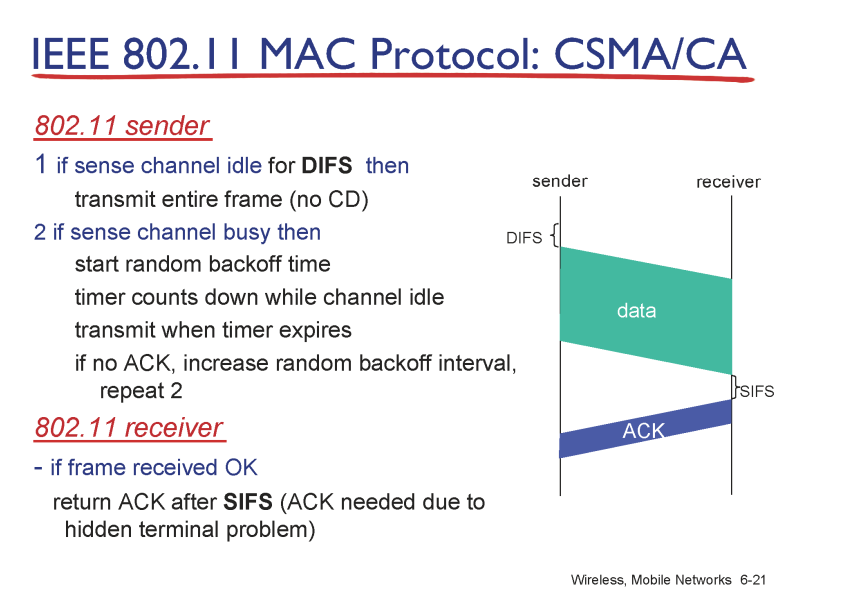 IEEE 802.11 MAC Protocol: CSMA/CA
802.11 sender
1 if sense channel idle for DIFS then
transmit entire frame (no CD)
2 if sense channel busy then
start random backoff time
timer counts down while channel idle
transmit when timer expires
if no ACK, increase random backoff interval,
repeat 2
802.11 receiver
- if frame received OK
return ACK after SIFS (ACK needed due to
hidden terminal problem)
sender
receiver
DIFS
data
SIFS
ACK
Wireless, Mobile Networks 6-21